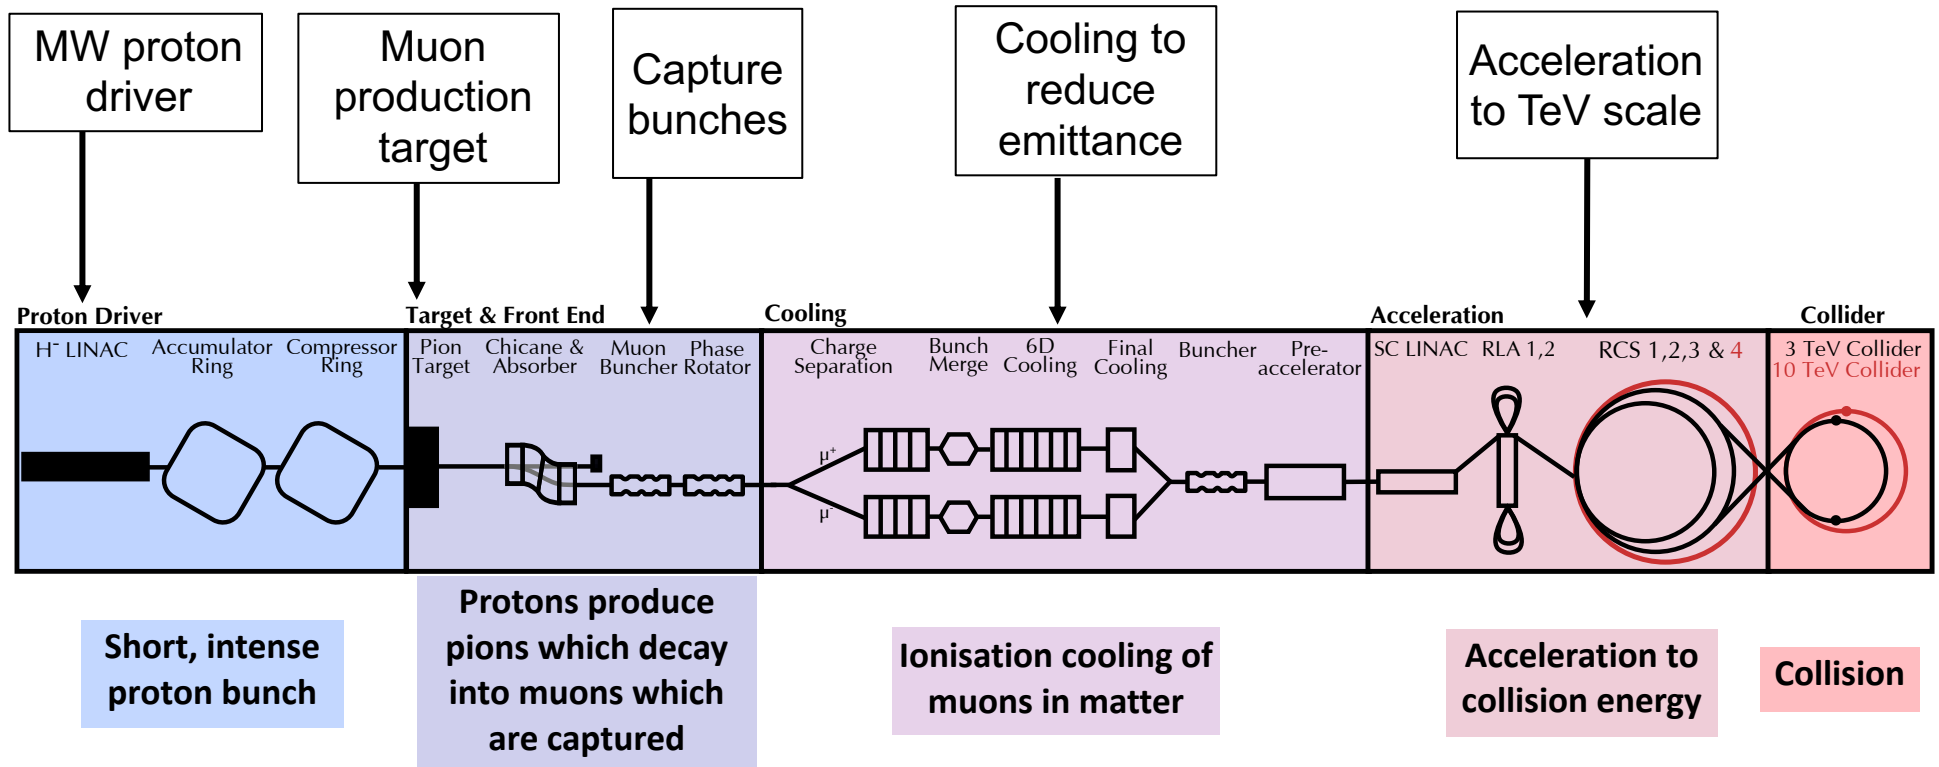 MW proton
driver
Muon
production
target
Capture
bunches
Cooling to
reduce
emittance
Acceleration
to TeV scale
Proton Driver
Target & Front End
Cooling
Acceleration
Collider
H⁻ LINAC
Accumulator
Ring
Compressor
Ring
Pion
Target
Chicane &
Absorber
Muon
Buncher
Phase
Rotator
Charge
Separation
Bunch
Merge
6D
Cooling
Final
Cooling
Buncher
Pre-
accelerator
SC LINAC
RLA 1,2
RCS 1,2,3 & 4
3 TeV Collider
10 TeV Collider
μ⁺
μ⁻
Short, intense
proton bunch
Protons produce
pions which decay
into muons which
are captured
Ionisation cooling of
muons in matter
Acceleration to
collision energy
Collision